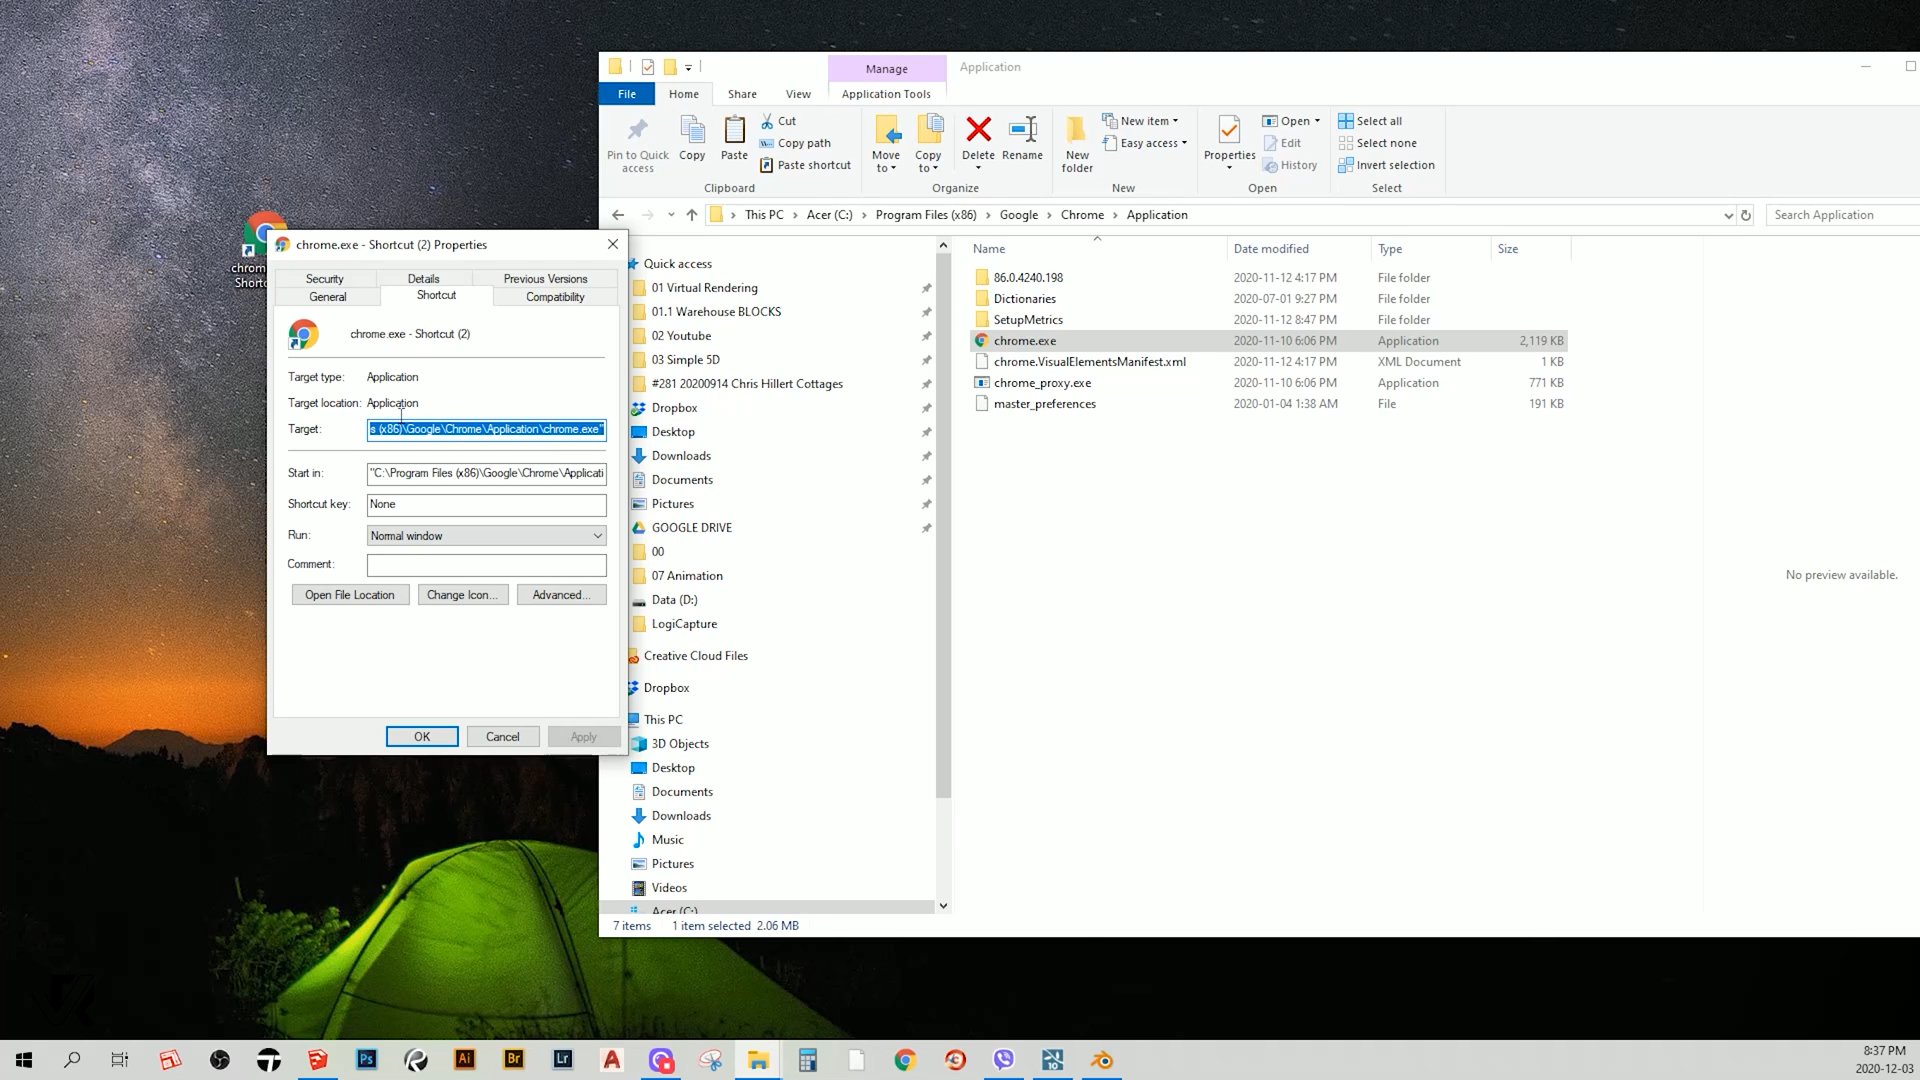 chrom
Short
chrome.exe - Shortcut (2) Properties
Security
Details
Previous Versions
General
Shortcut
Compatibility
chrome.exe - Shortcut (2)
Target type: Application
Target location: Application
Target: s (x86)\Google\Chrome\Application\chrome.exe"
Start in: "C:\Program Files (x86)\Google\Chrome\Applicati
Shortcut key: None
Run: Normal window
Comment:
Open File Location
Change Icon...
Advanced...
OK
Cancel
Apply
Manage
Application
File
Home
Share
View
Application Tools
Pin to Quick access
Copy
Paste
Cut
Copy path
Paste shortcut
Clipboard
Move to
Copy to
Delete
Rename
Organize
New folder
New item
Easy access
New
Properties
Open
Edit
History
Open
Select all
Select none
Invert selection
Select
This PC > Acer (C:) > Program Files (x86) > Google > Chrome > Application
Search Application
Quick access
01 Virtual Rendering
01.1 Warehouse BLOCKS
02 Youtube
03 Simple 5D
#281 20200914 Chris Hillert Cottages
Dropbox
Desktop
Downloads
Documents
Pictures
GOOGLE DRIVE
00
07 Animation
Data (D:)
LogiCapture
Creative Cloud Files
Dropbox
This PC
3D Objects
Desktop
Documents
Downloads
Music
Pictures
Videos
Acer (C:)
Name Date modified Type Size
86.0.4240.198 2020-11-12 4:17 PM File folder
Dictionaries 2020-07-01 9:27 PM File folder
SetupMetrics 2020-11-12 8:47 PM File folder
chrome.exe 2020-11-10 6:06 PM Application 2,119 KB
chrome.VisualElementsManifest.xml 2020-11-12 4:17 PM XML Document 1 KB
chrome_proxy.exe 2020-11-10 6:06 PM Application 771 KB
master_preferences 2020-01-04 1:38 AM File 191 KB
No preview available.
7 items 1 item selected 2.06 MB
Ps
Ai
Br
Lr
A
10
8:37 PM
2020-12-03